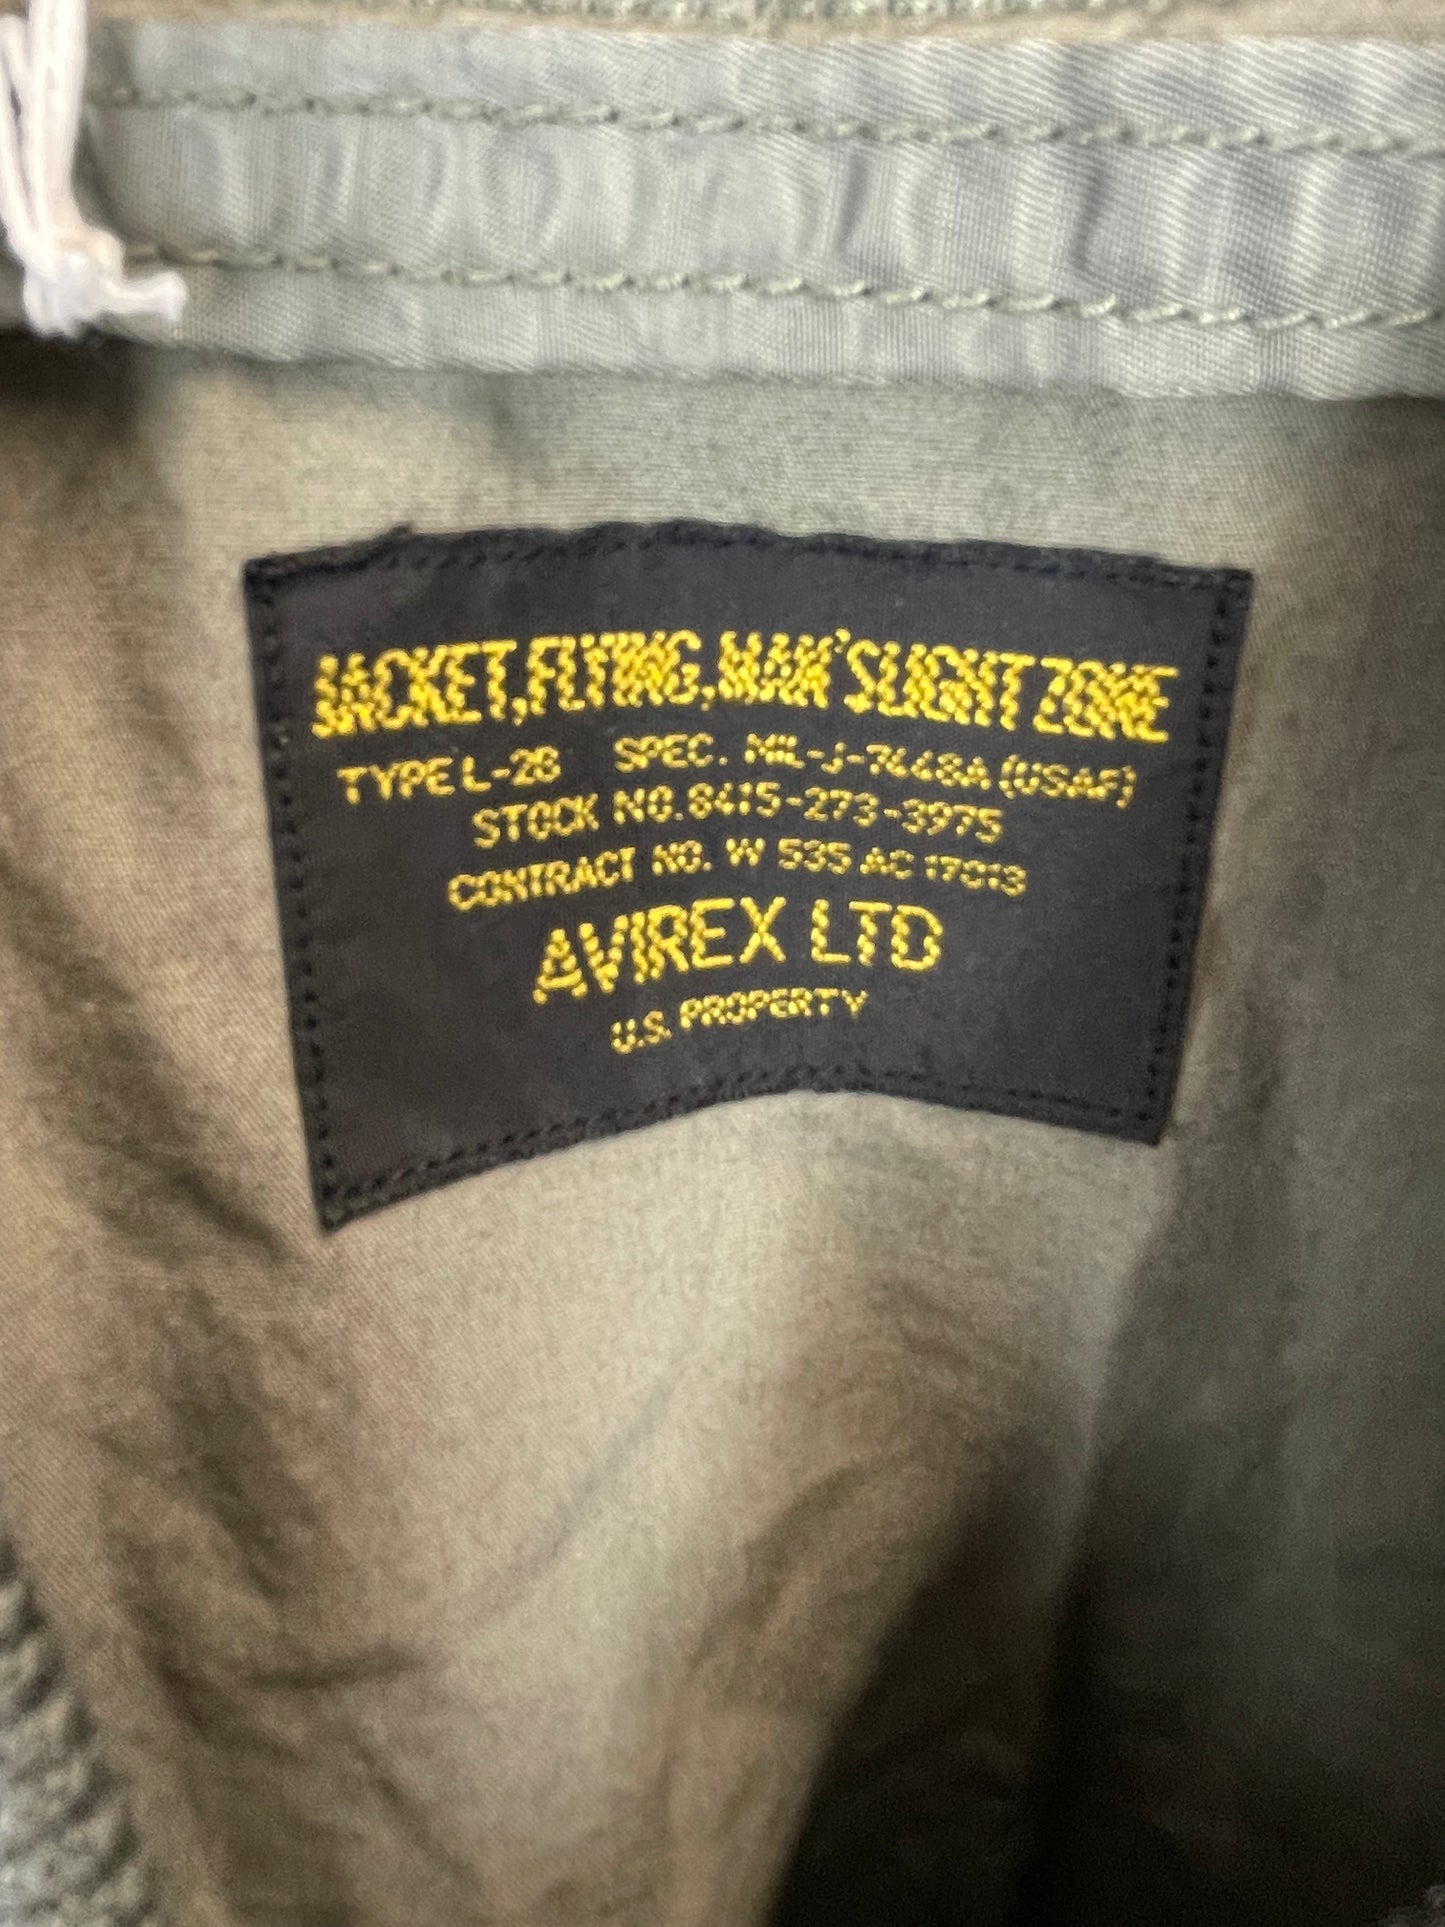 JACKET,FLYING,MAN'S LIGHT ZONE
TYPE L-2B SPEC. MIL-J-7448A (USAF)
STOCK NO. 8415-273-3975
CONTRACT NO. W 535 AC 17013
AVIREX LTD
U.S. PROPERTY